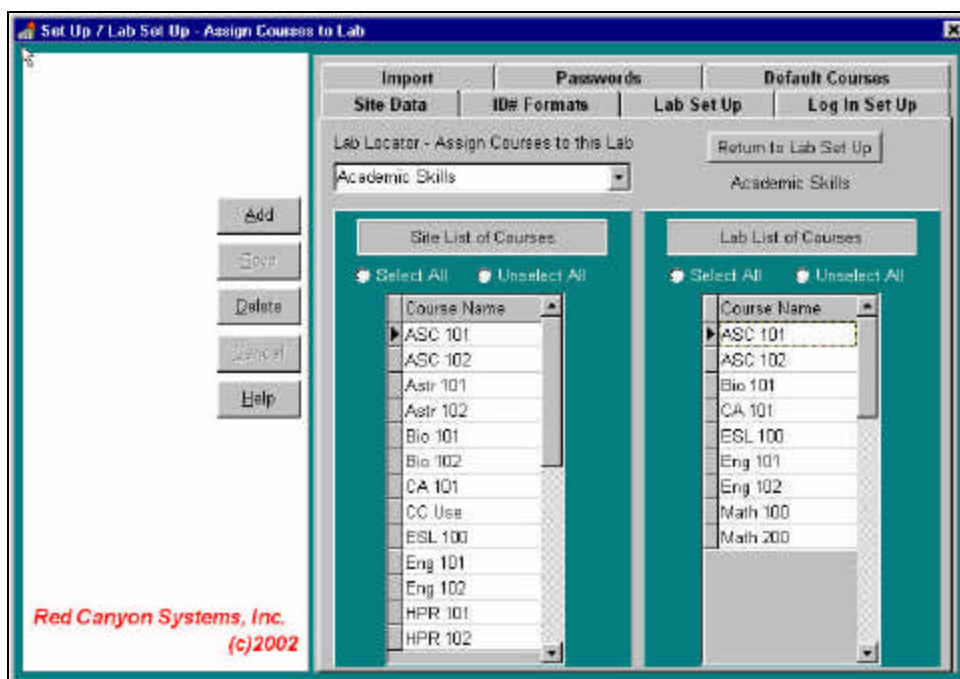 Set Up / Lab Set Up - Assign Courses to Lab
Import Passwords Default Courses
Site Data ID# Formats Lab Set Up Log In Set Up
Lab Locator - Assign Courses to this Lab
Return to Lab Set Up
Academic Skills
Academic Skills
Add
Save
Delete
Cancel
Help
Site List of Courses
Select All Unselect All
Course Name
ASC 101
ASC 102
Astr 101
Astr 102
Bio 101
Bio 102
CA 101
CC Use
ESL 100
Eng 101
Eng 102
HPR 101
HPR 102
Lab List of Courses
Select All Unselect All
Course Name
ASC 101
ASC 102
Bio 101
CA 101
ESL 100
Eng 101
Eng 102
Math 100
Math 200
Red Canyon Systems, Inc.
(c)2002